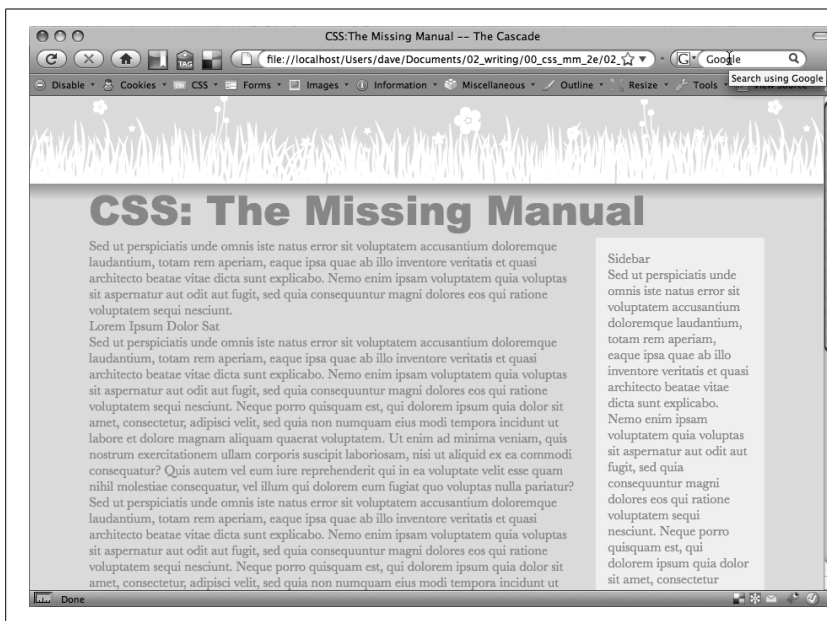 CSS:The Missing Manual -- The Cascade
TAG
file://localhost/Users/dave/Documents/02_writing/00_css_mm_2e/02_
G
Google
Search using Google
Disable Cookies CSS Forms Images Information Miscellaneous Outline Resize Tools View Source
CSS: The Missing Manual
Sed ut perspiciatis unde omnis iste natus error sit voluptatem accusantium doloremque
laudantium, totam rem aperiam, eaque ipsa quae ab illo inventore veritatis et quasi
architecto beatae vitae dicta sunt explicabo. Nemo enim ipsam voluptatem quia voluptas
sit aspernatur aut odit aut fugit, sed quia consequuntur magni dolores eos qui ratione
voluptatem sequi nesciunt.
Lorem Ipsum Dolor Sat
Sed ut perspiciatis unde omnis iste natus error sit voluptatem accusantium doloremque
laudantium, totam rem aperiam, eaque ipsa quae ab illo inventore veritatis et quasi
architecto beatae vitae dicta sunt explicabo. Nemo enim ipsam voluptatem quia voluptas
sit aspernatur aut odit aut fugit, sed quia consequuntur magni dolores eos qui ratione
voluptatem sequi nesciunt. Neque porro quisquam est, qui dolorem ipsum quia dolor sit
amet, consectetur, adipisci velit, sed quia non numquam eius modi tempora incidunt ut
labore et dolore magnam aliquam quaerat voluptatem. Ut enim ad minima veniam, quis
nostrum exercitationem ullam corporis suscipit laboriosam, nisi ut aliquid ex ea commodi
consequatur? Quis autem vel eum iure reprehenderit qui in ea voluptate velit esse quam
nihil molestiae consequatur, vel illum qui dolorem eum fugiat quo voluptas nulla pariatur?
Sed ut perspiciatis unde omnis iste natus error sit voluptatem accusantium doloremque
laudantium, totam rem aperiam, eaque ipsa quae ab illo inventore veritatis et quasi
architecto beatae vitae dicta sunt explicabo. Nemo enim ipsam voluptatem quia voluptas
sit aspernatur aut odit aut fugit, sed quia consequuntur magni dolores eos qui ratione
voluptatem sequi nesciunt. Neque porro quisquam est, qui dolorem ipsum quia dolor sit
amet, consectetur, adipisci velit, sed quia non numquam eius modi tempora incidunt ut
Sidebar
Sed ut perspiciatis unde
omnis iste natus error sit
voluptatem accusantium
doloremque laudantium,
totam rem aperiam,
eaque ipsa quae ab illo
inventore veritatis et quasi
architecto beatae vitae
dicta sunt explicabo.
Nemo enim ipsam
voluptatem quia voluptas
sit aspernatur aut odit aut
fugit, sed quia
consequuntur magni
dolores eos qui ratione
voluptatem sequi
nesciunt. Neque porro
quisquam est, qui
dolorem ipsum quia dolor
sit amet, consectetur
Done